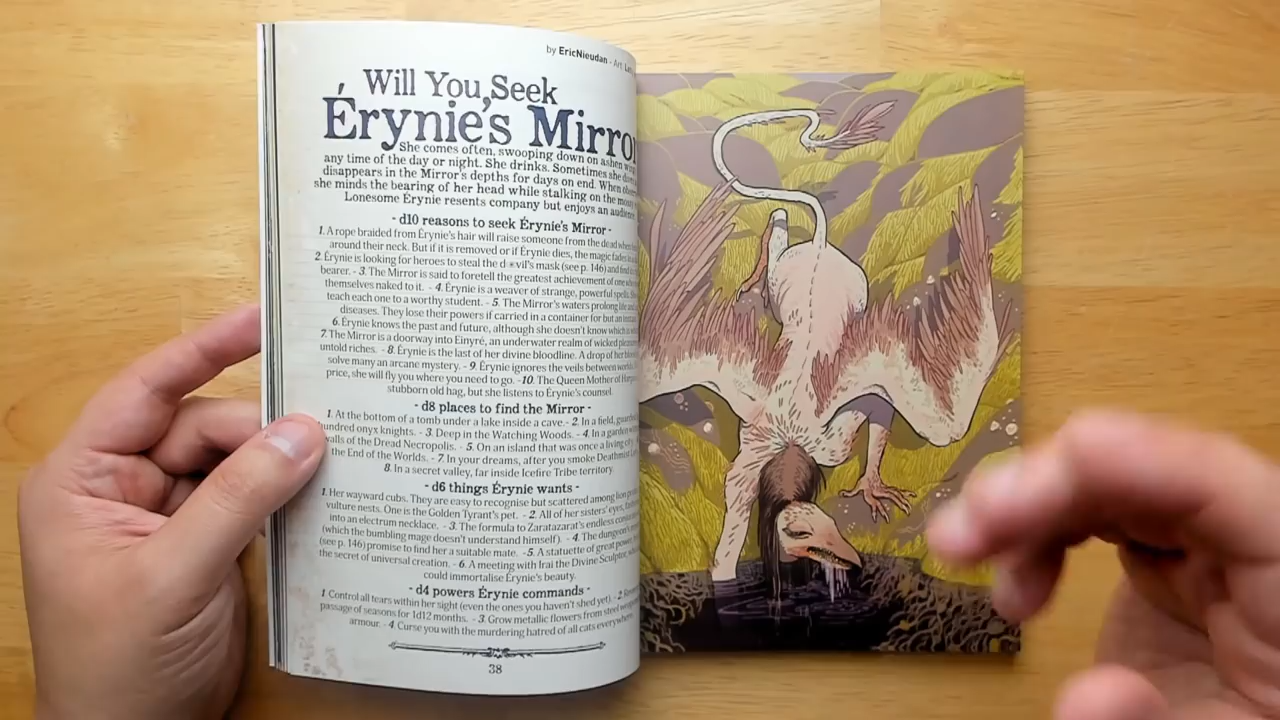 by EricNieudan - Art
Will You Seek
Érynie's Mirror
She comes often, swooping down on ashen
any time of the day or night. She drinks. Sometimes she
disappears in the Mirror's depths for days on end. When
she minds the bearing of her head while stalking on the
Lonesome Érynie resents company but enjoys an
- d10 reasons to seek Érynie's Mirror -
1. A rope braided from Érynie's hair will raise someone from the dead
around their neck. But if it is removed or if Érynie dies, the magic fades
2. Érynie is looking for heroes to steal the d*vil's mask (see p. 146) and
bearer. - 3. The Mirror is said to foretell the greatest achievement of
themselves naked to it. - 4. Érynie is a weaver of strange, powerful
teach each one to a worthy student. - 5. The Mirror's waters prolong life
diseases. They lose their powers if carried in a container for but an
6. Érynie knows the past and future, although she doesn't know which
7. The Mirror is a doorway into Einyré, an underwater realm of wicked
untold riches. - 8. Érynie is the last of her divine bloodline. A drop of her
solve many an arcane mystery. - 9. Érynie ignores the veils between
price, she will fly you where you need to go. -10. The Queen Mother of
stubborn old hag, but she listens to Érynie's counsel.
- d8 places to find the Mirror -
1. At the bottom of a tomb under a lake inside a cave. - 2. In a field,
hundred onyx knights. - 3. Deep in the Watching Woods. - 4. In a
walls of the Dread Necropolis. - 5. On an island that was once a living
the End of the Worlds. - 7. In your dreams, after you smoke
8. In a secret valley, far inside Icefire Tribe territory.
- d6 things Érynie wants -
1. Her wayward cubs. They are easy to recognise but scattered among lion
vulture nests. One is the Golden Tyrant's pet. - 2. All of her sisters' eyes,
into an electrum necklace. - 3. The formula to Zaratazarat's endless
(which the bumbling mage doesn't understand himself). - 4. The
(see p. 146) promise to find her a suitable mate. - 5. A statuette of great
the secret of universal creation. - 6. A meeting with Irai the Divine
could immortalise Érynie's beauty.
- d4 powers Érynie commands -
1 Control all tears within her sight (even the ones you haven't shed yet). - 2.
passage of seasons for 1d12 months. - 3. Grow metallic flowers from steel
armour. - 4. Curse you with the murdering hatred of all cats everywhere.
38